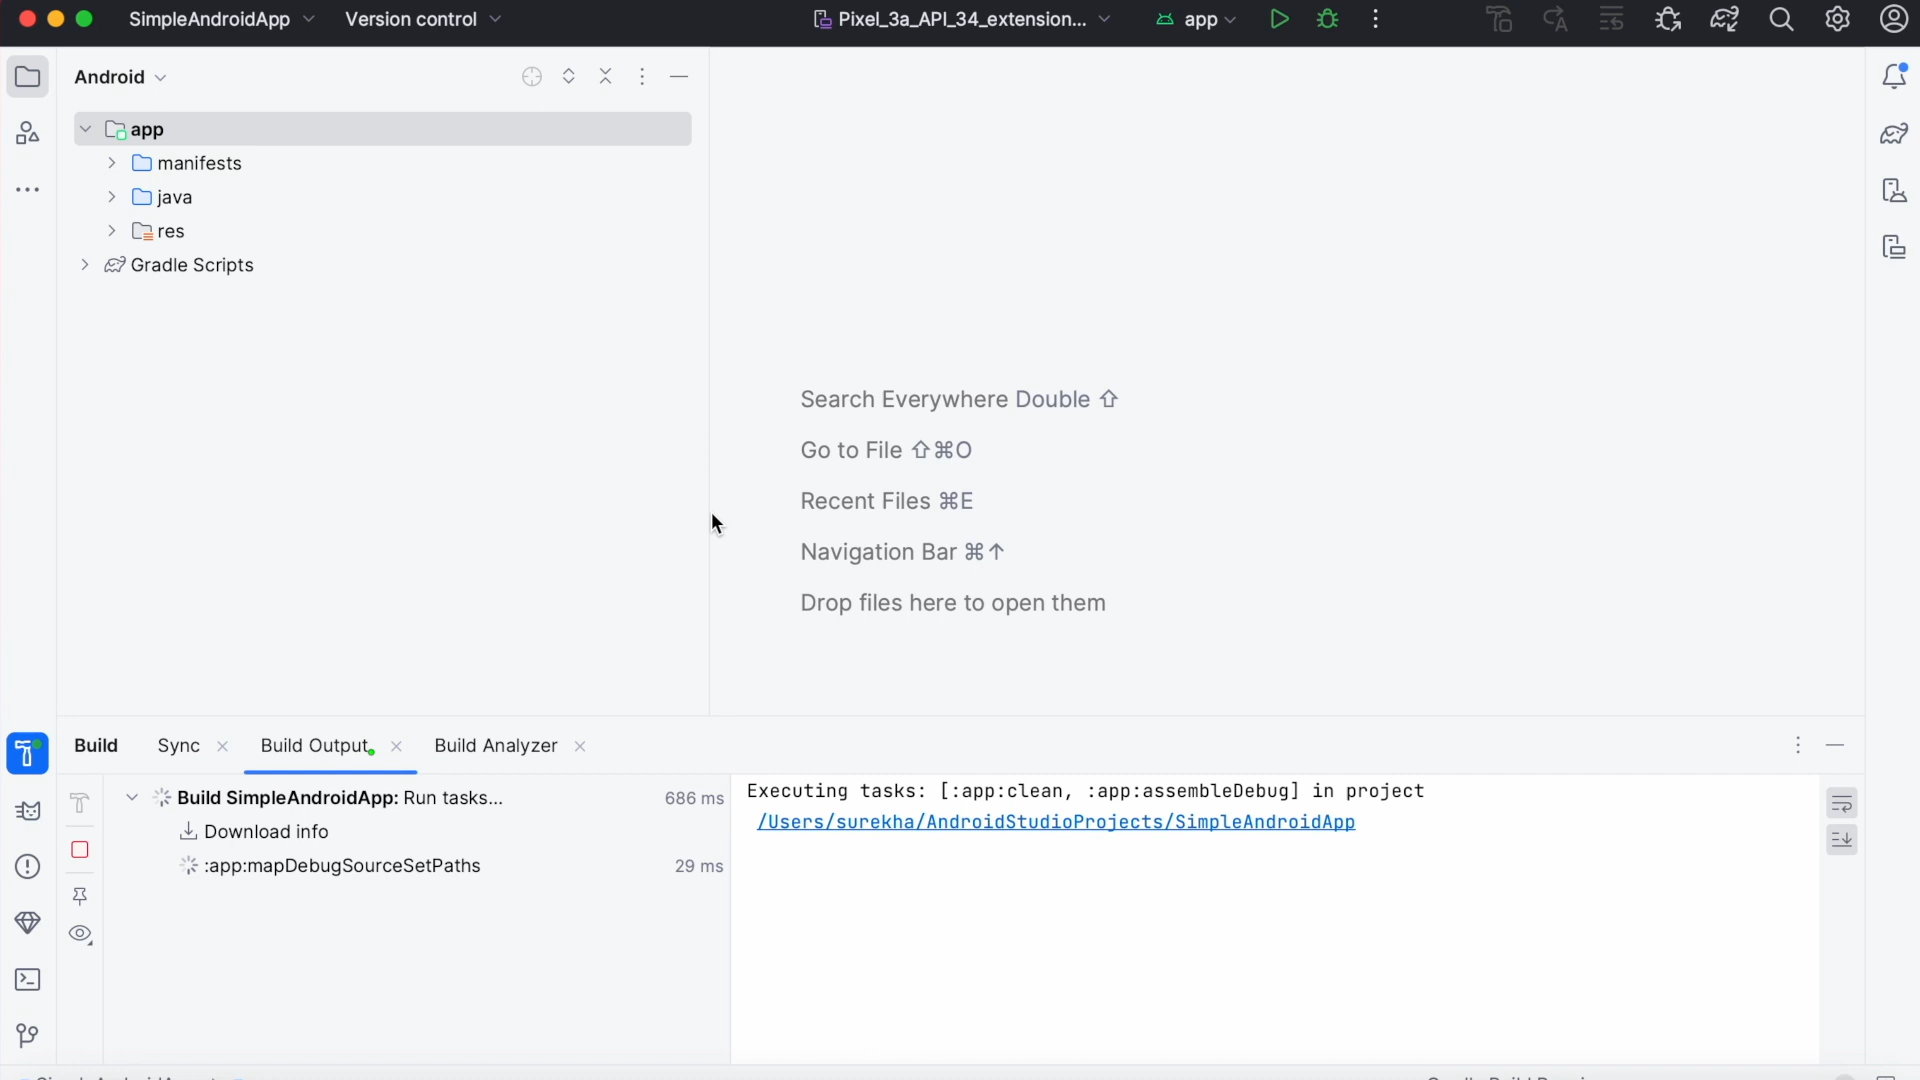 SimpleAndroidApp Version control Pixel_3a_API_34_extension... app
Android
app
manifests
java
res
Gradle Scripts
Search Everywhere Double ⇧
Go to File ⇧⌘O
Recent Files ⌘E
Navigation Bar ⌘↑
Drop files here to open them
Build Sync Build Output Build Analyzer
Build SimpleAndroidApp: Run tasks... 686 ms
Download info
:app:mapDebugSourceSetPaths 29 ms
Executing tasks: [:app:clean, :app:assembleDebug] in project
/Users/surekha/AndroidStudioProjects/SimpleAndroidApp